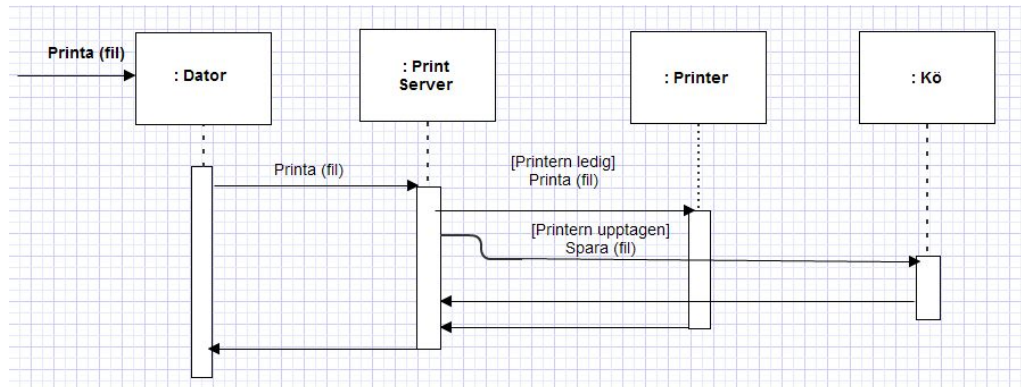 Printa (fil)
: Dator
: Print
Server
: Printer
: Kö
Printa (fil)
[Printern ledig]
Printa (fil)
[Printern upptagen]
Spara (fil)